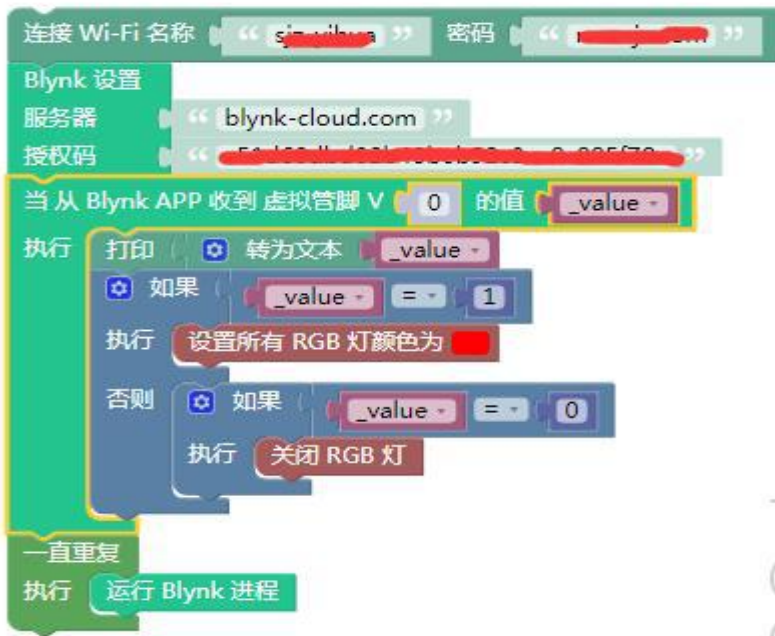 连接 Wi-Fi 名称 “ ” 密码 “ ”
Blynk 设置
服务器 “ blynk-cloud.com ”
授权码 “ ”
当 从 Blynk APP 收到 虚拟管脚 V 0 的值 _value
执行 打印 转为文本 _value
如果 _value = 1
执行 设置所有 RGB 灯颜色为
否则 如果 _value = 0
执行 关闭 RGB 灯
一直重复
执行 运行 Blynk 进程